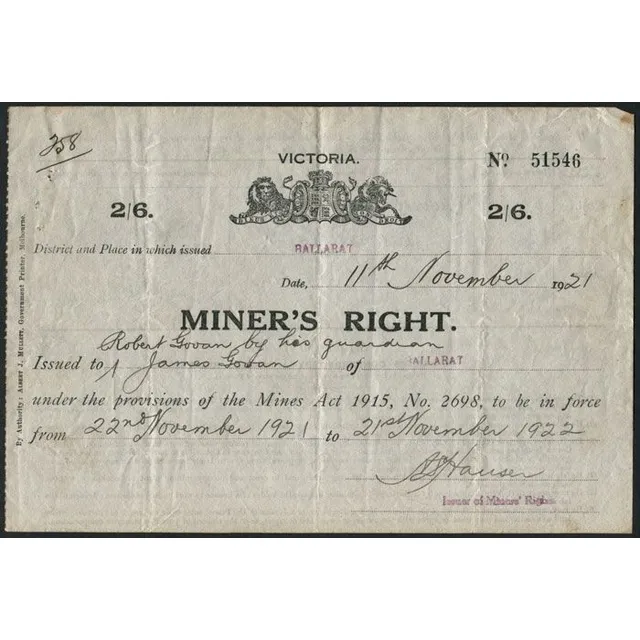 258
VICTORIA.
Nº 51546
2/6.
2/6.
District and Place in which issued BALLARAT
Date, 11th November 1921
MINER'S RIGHT.
Robert Govan by his guardian
Issued to James Govan of BALLARAT
under the provisions of the Mines Act 1915, No. 2698, to be in force
from 22nd November 1921 to 21st November 1922
Hauser
Issuer of Miners' Rights
By Authority: ALBERT J. MULLETT, Government Printer, Melbourne.